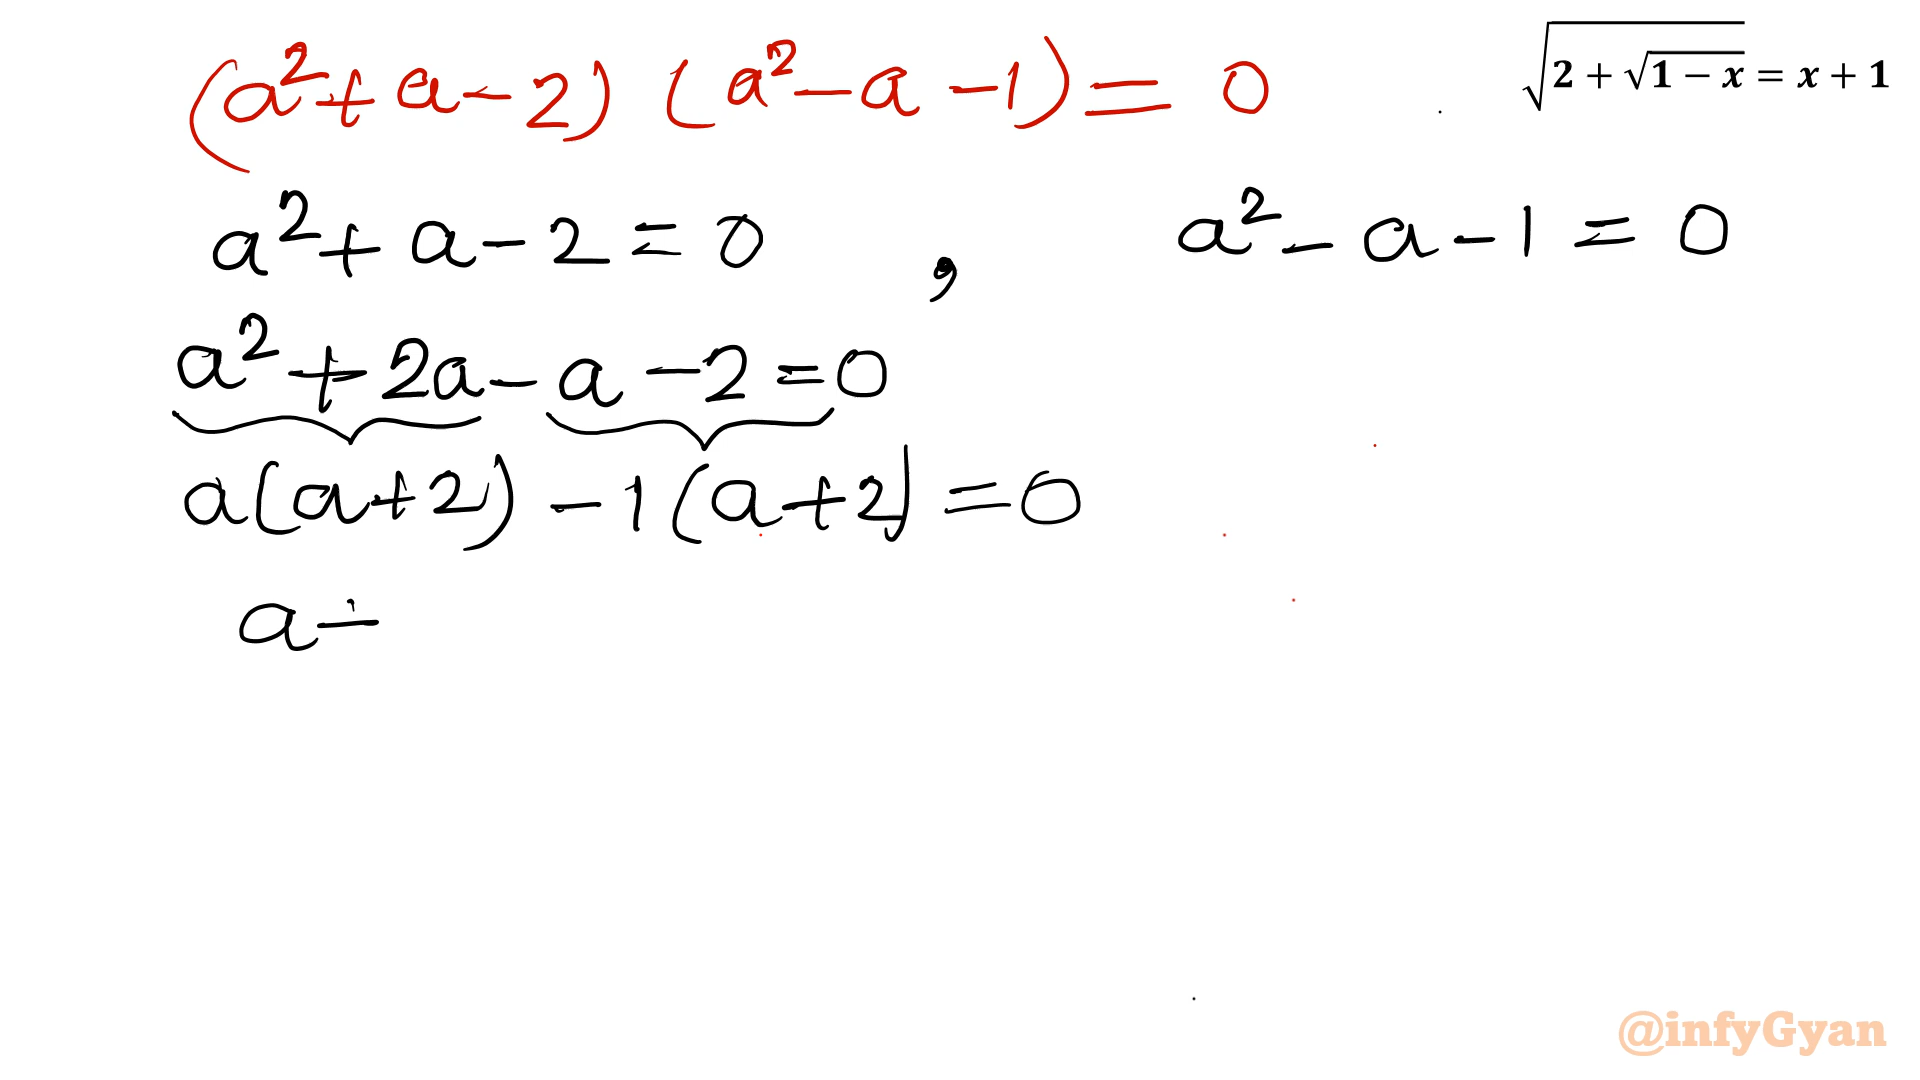 (a²+a-2)(a²-a-1)=0
√(2+√(1-x))=x+1
a²+a-2=0 , a²-a-1=0
a²+2a-a-2=0
a(a+2)-1(a+2)=0
a-
@infyGyan